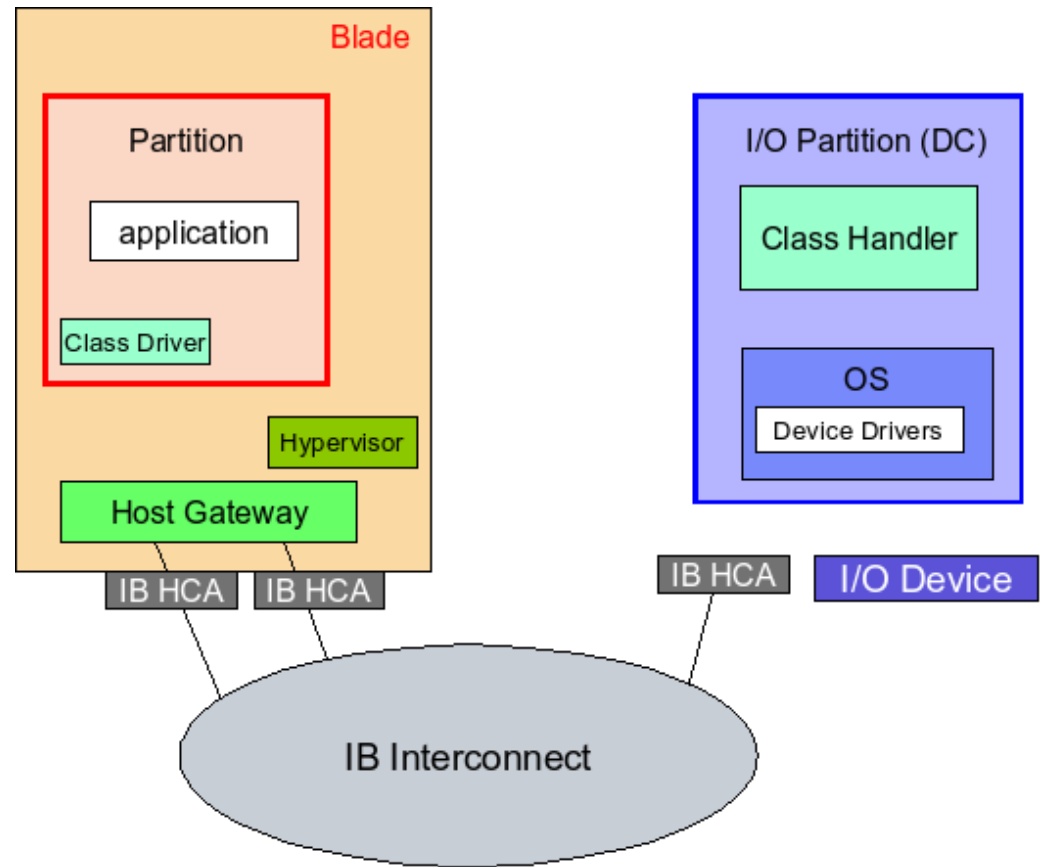 Blade
Partition
application
Class Driver
Hypervisor
Host Gateway
IB HCA
IB HCA
I/O Partition (DC)
Class Handler
OS
Device Drivers
IB HCA
I/O Device
IB Interconnect